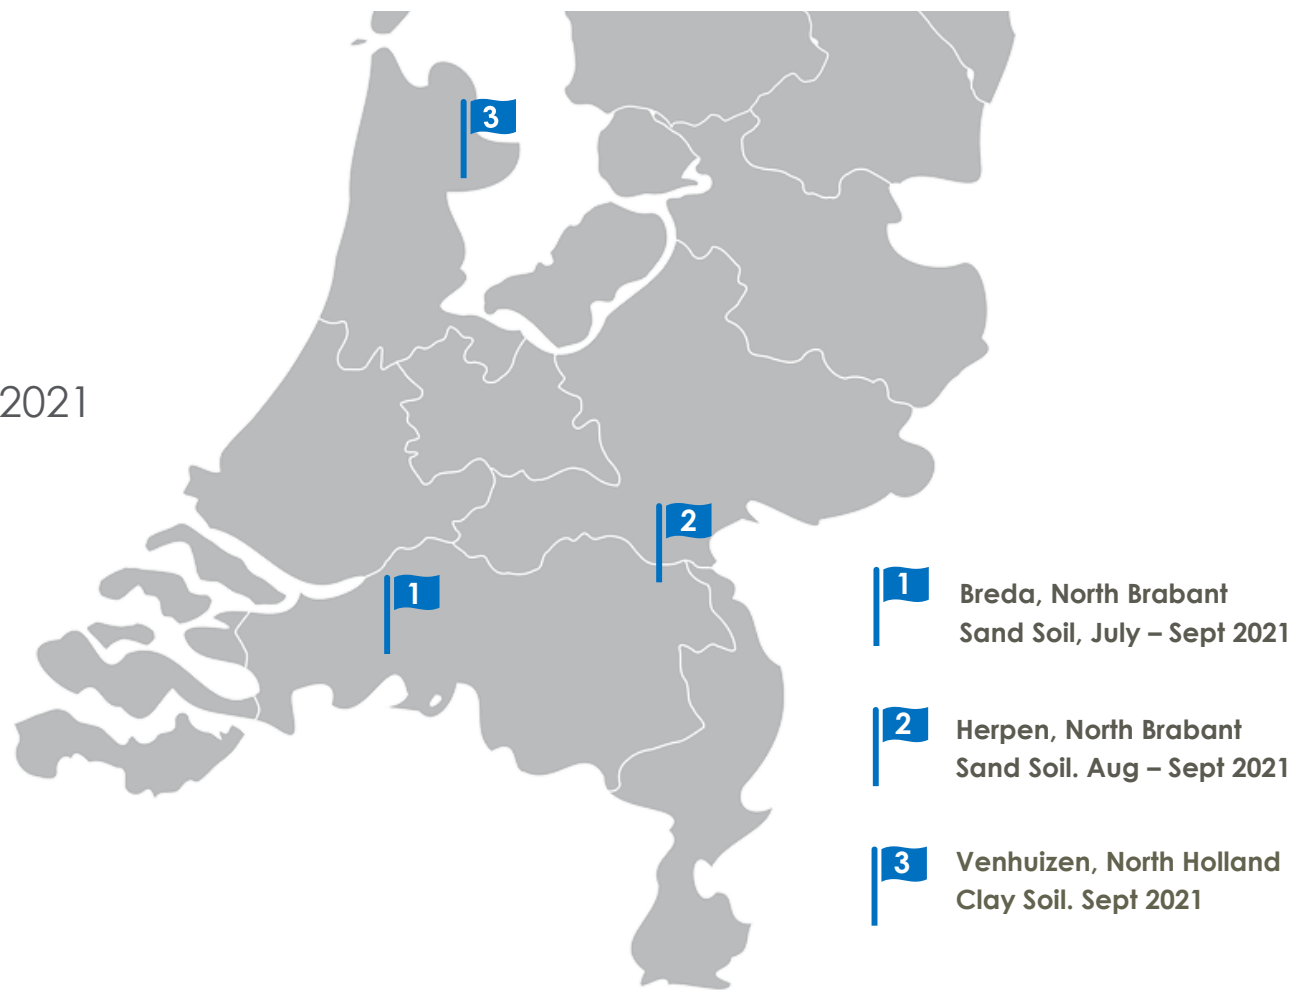 3
2021
2
1
1
Breda, North Brabant
Sand Soil, July – Sept 2021
2
Herpen, North Brabant
Sand Soil. Aug – Sept 2021
3
Venhuizen, North Holland
Clay Soil. Sept 2021